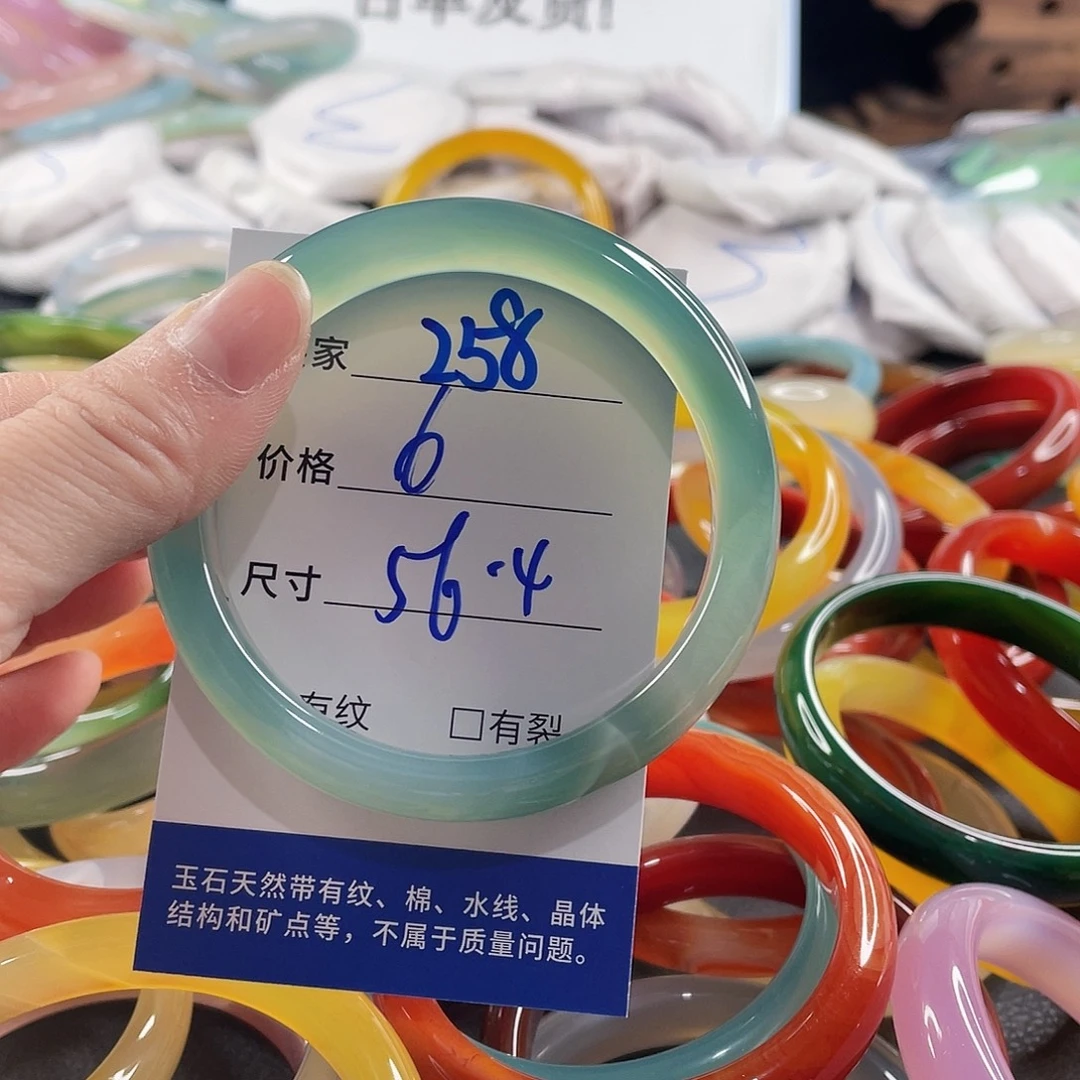 家 258
价格 6
尺寸 56.4
有纹 □有裂
玉石天然带有纹、棉、水线、晶体
结构和矿点等，不属于质量问题。